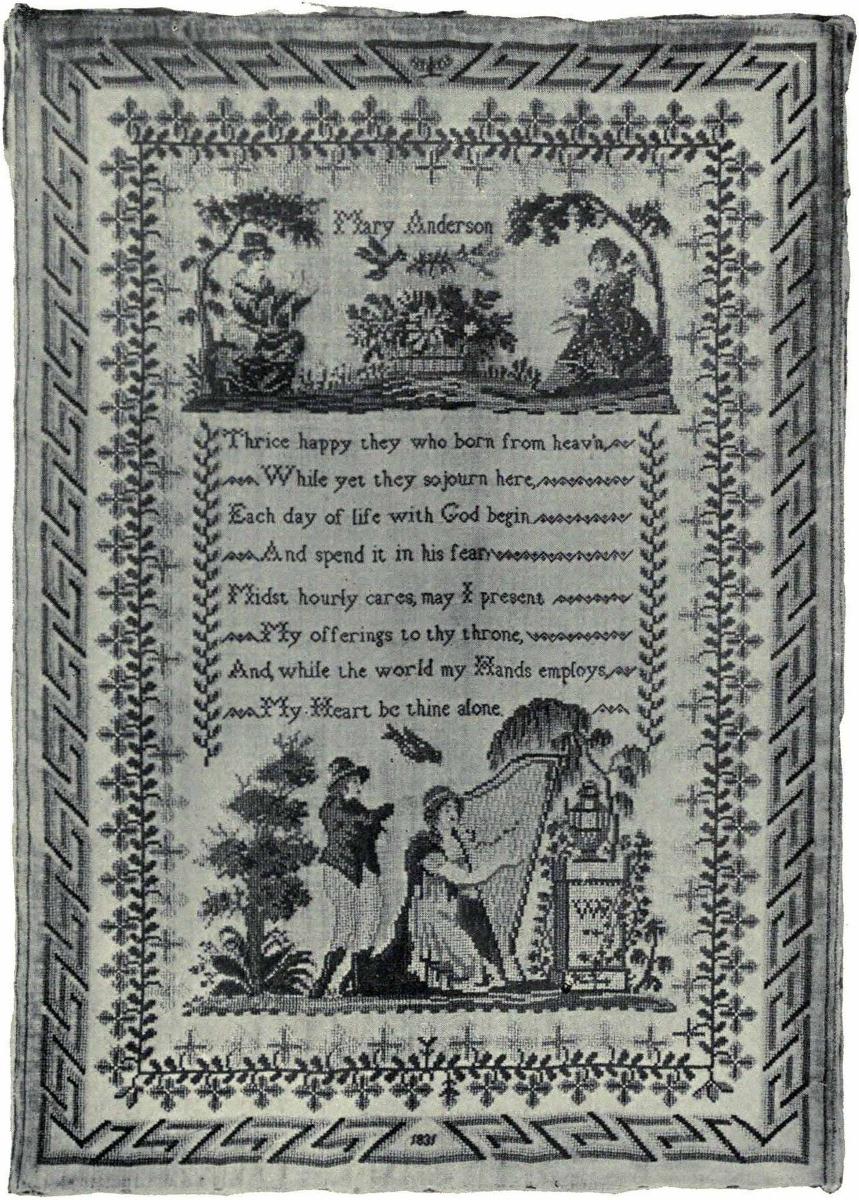 Mary Anderson
Thrice happy they who born from heav'n,
While yet they sojourn here,
Each day of life with God begin
And spend it in his fear.
Midst hourly cares, may I present
My offerings to thy throne,
And, while the world my Hands employs,
My Heart be thine alone.
1831